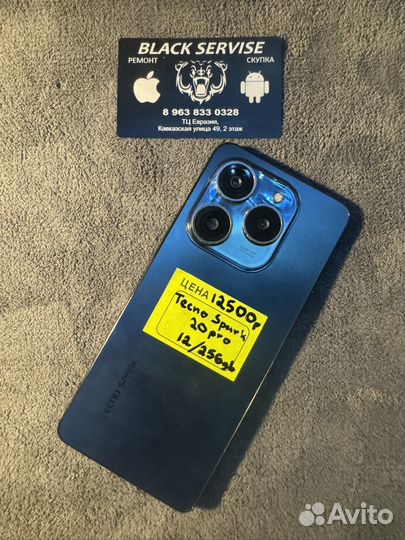 BLACK SERVISE
РЕМОНТ
СКУПКА
8 963 833 0328
ТЦ Евразия,
Кавказская улица 49, 2 этаж
ЦЕНА 12500р
Tecno Spark
20 pro
12/256gb
TECNO SPARK
Avito